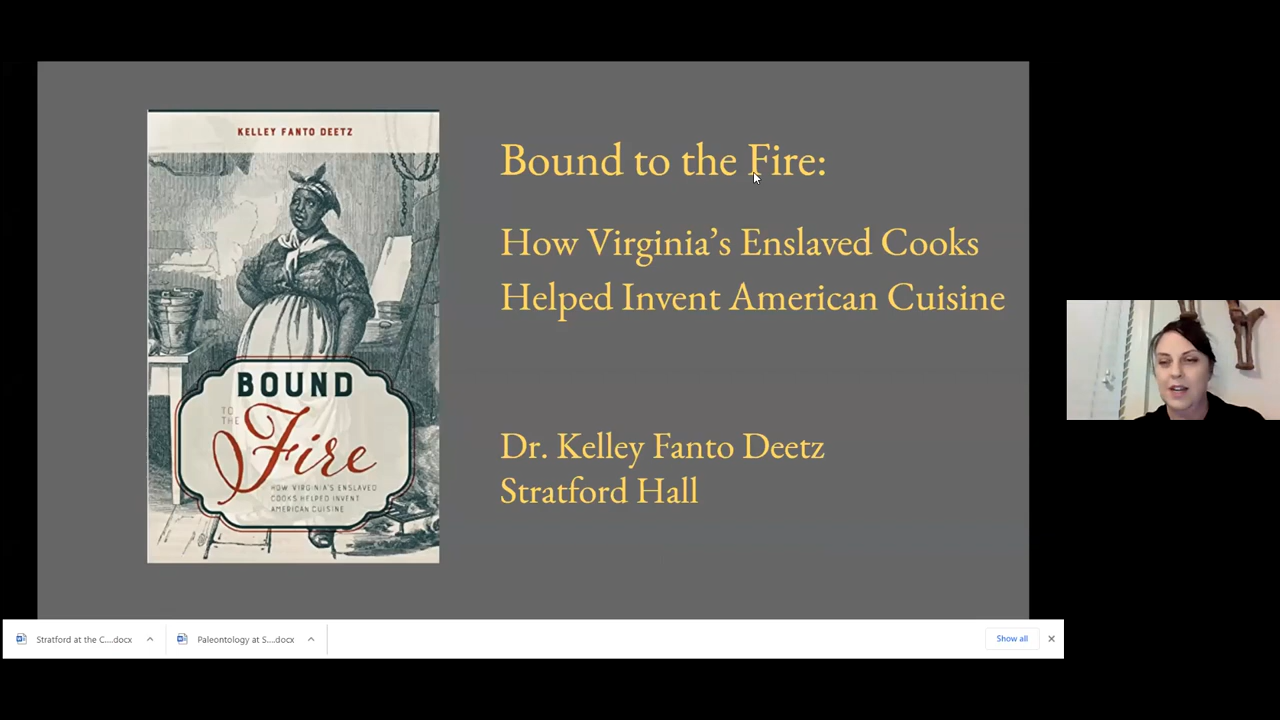 KELLEY FANTO DEETZ
BOUND
TO
THE
Fire
HOW VIRGINIA'S ENSLAVED
COOKS HELPED INVENT
AMERICAN CUISINE
Bound to the Fire:
How Virginia's Enslaved Cooks
Helped Invent American Cuisine
Dr. Kelley Fanto Deetz
Stratford Hall
Stratford at the C....docx
Paleontology at S....docx
Show all